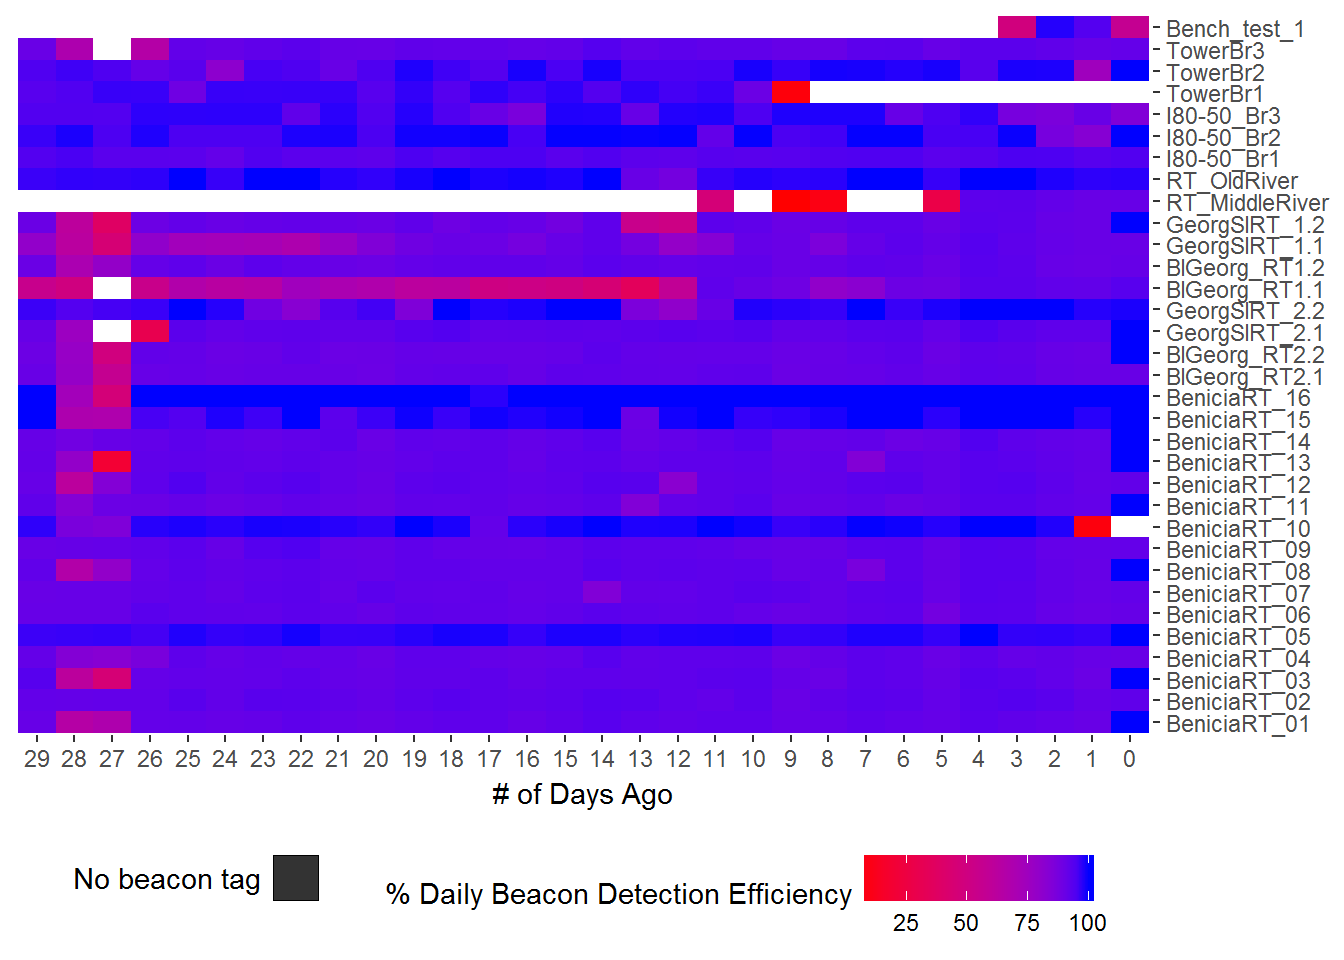 Bench_test_1
TowerBr3
TowerBr2
TowerBr1
I80-50_Br3
I80-50_Br2
I80-50_Br1
RT_OldRiver
RT_MiddleRiver
GeorgSlRT_1.2
GeorgSlRT_1.1
BlGeorg_RT1.2
BlGeorg_RT1.1
GeorgSlRT_2.2
GeorgSlRT_2.1
BlGeorg_RT2.2
BlGeorg_RT2.1
BeniciaRT_16
BeniciaRT_15
BeniciaRT_14
BeniciaRT_13
BeniciaRT_12
BeniciaRT_11
BeniciaRT_10
BeniciaRT_09
BeniciaRT_08
BeniciaRT_07
BeniciaRT_06
BeniciaRT_05
BeniciaRT_04
BeniciaRT_03
BeniciaRT_02
BeniciaRT_01
29 28 27 26 25 24 23 22 21 20 19 18 17 16 15 14 13 12 11 10 9 8 7 6 5 4 3 2 1 0
# of Days Ago
No beacon tag
% Daily Beacon Detection Efficiency
25 50 75 100